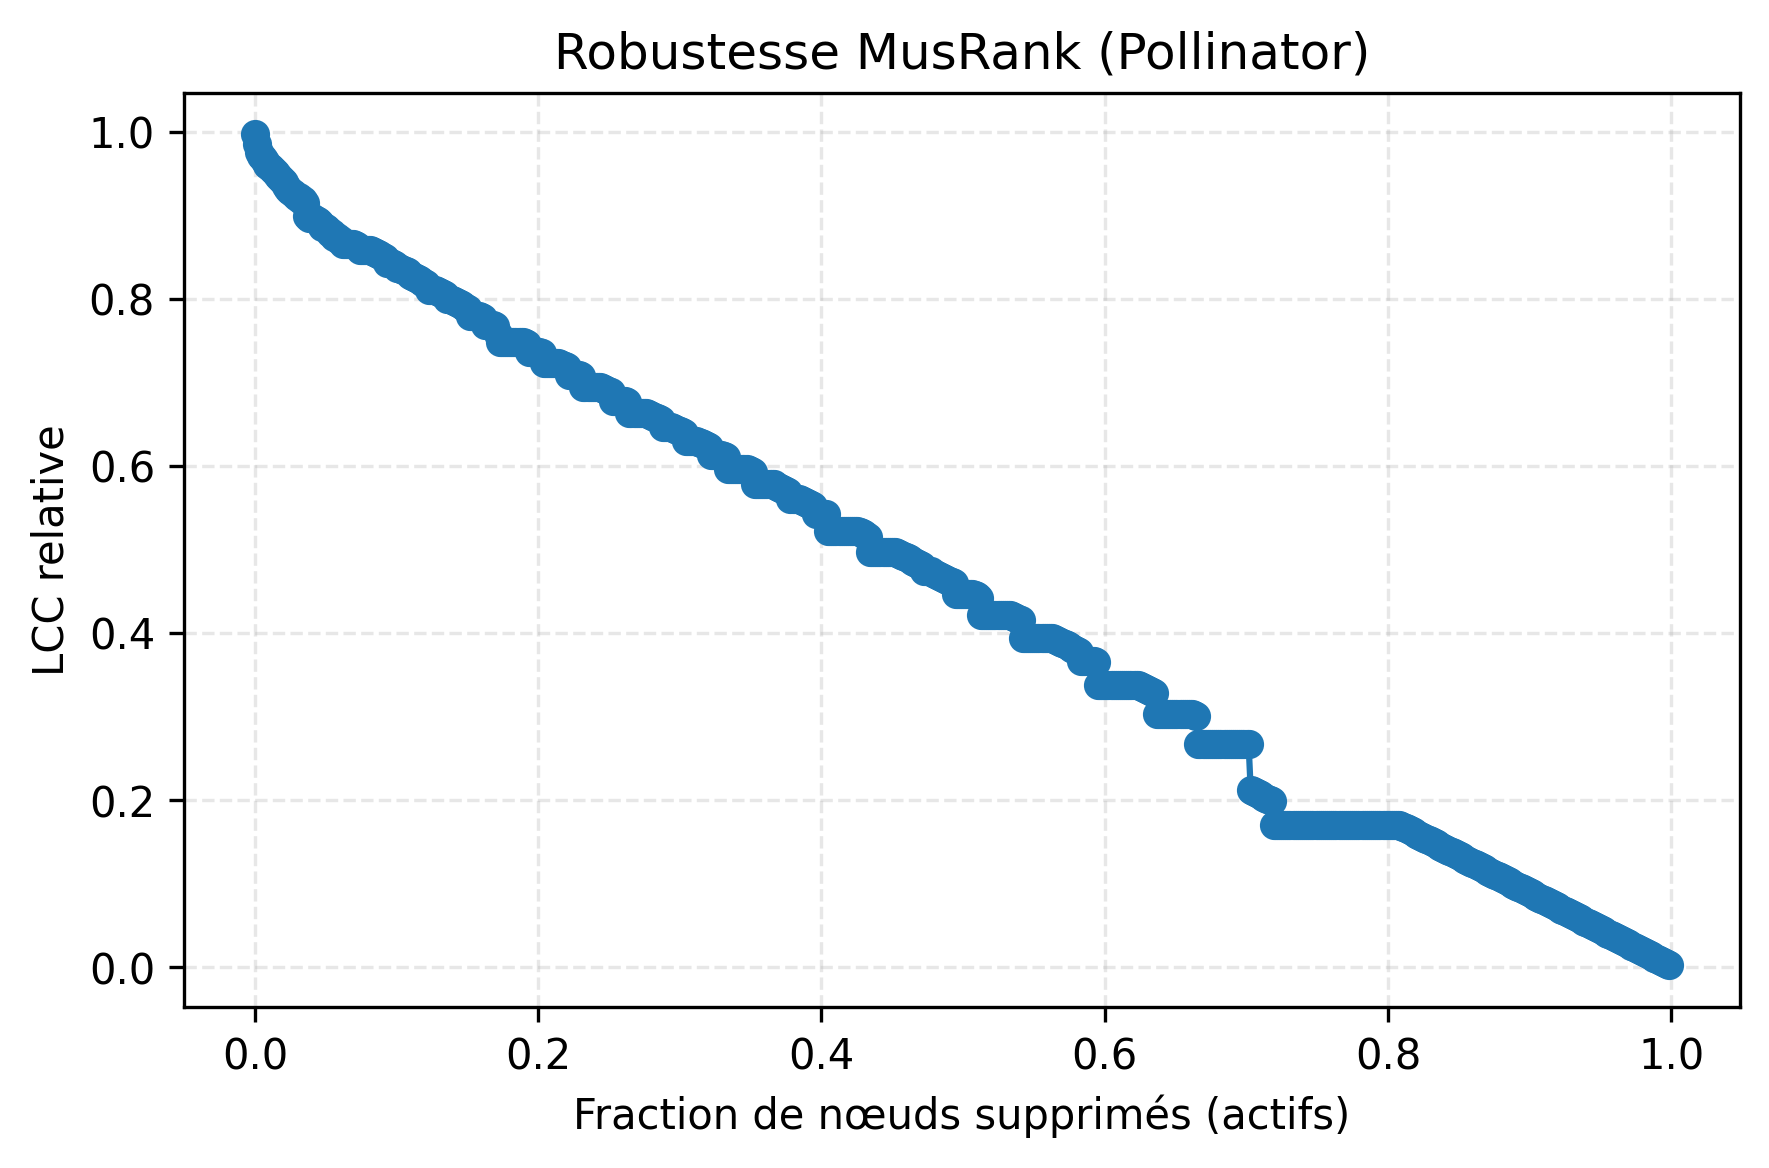 Robustesse MusRank (Pollinator)
LCC relative
1.0
0.8
0.6
0.4
0.2
0.0
0.0 0.2 0.4 0.6 0.8 1.0
Fraction de nœuds supprimés (actifs)